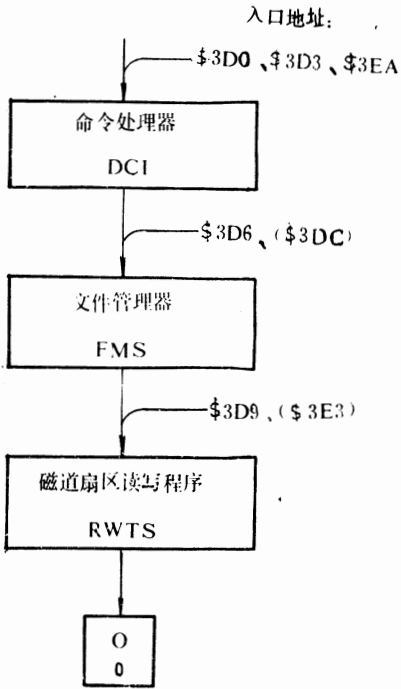 入口地址:
$3D0、$3D3、$3EA
命令处理器
DCI
$3D6、($3DC)
文件管理器
FMS
$3D9、($3E3)
磁道扇区读写程序
RWTS
O
0